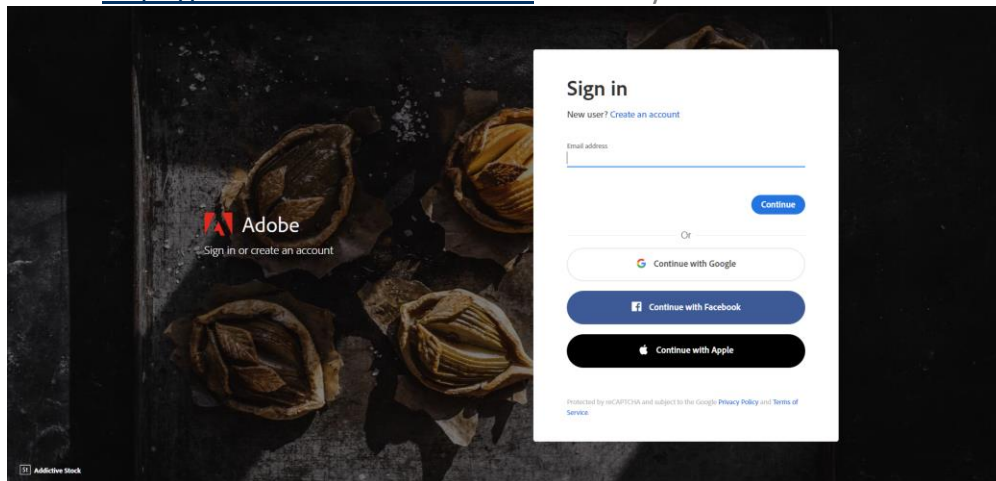 Sign in
New user? Create an account
Email address
Continue
Or
Continue with Google
Continue with Facebook
Continue with Apple
Protected by reCAPTCHA and subject to the Google Privacy Policy and Terms of
Service.
Adobe
Sign in or create an account
St Addictive Stock